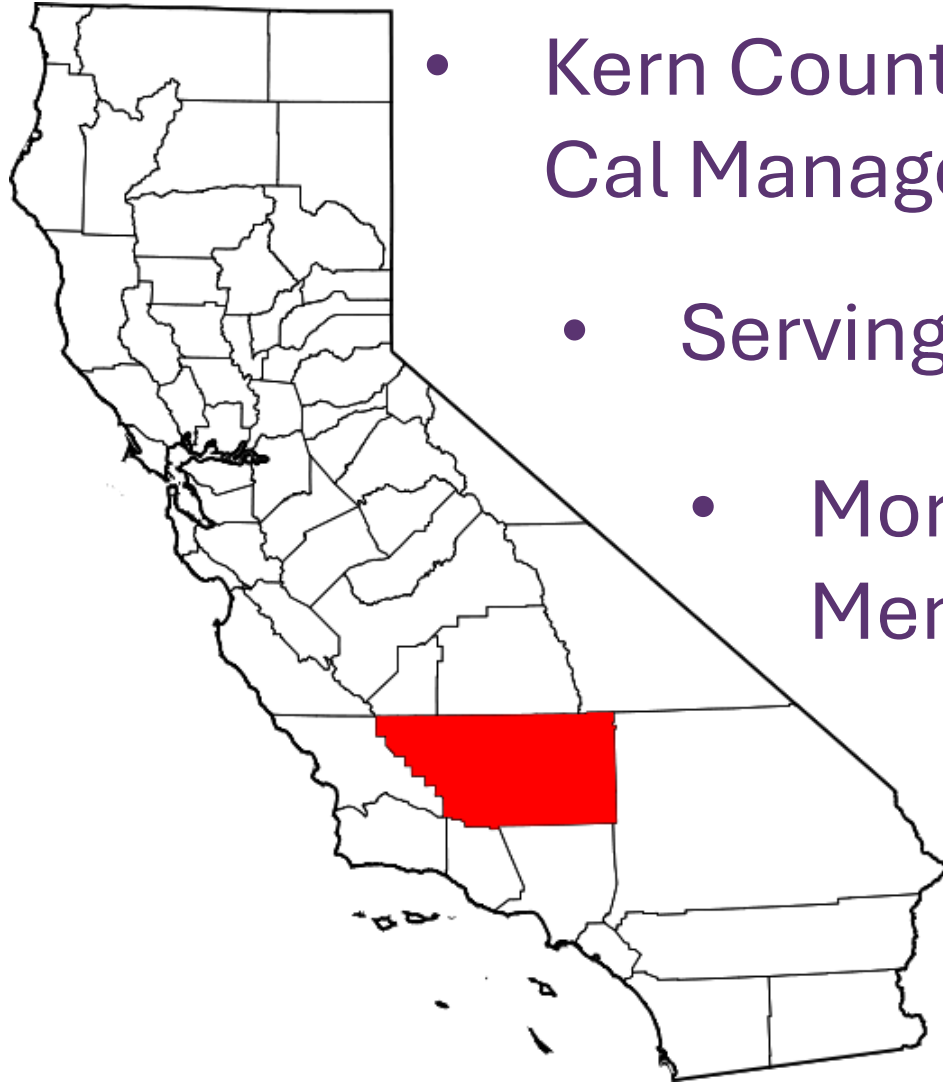 • Kern Count
Cal Manag
• Serving
• Mor
Mer